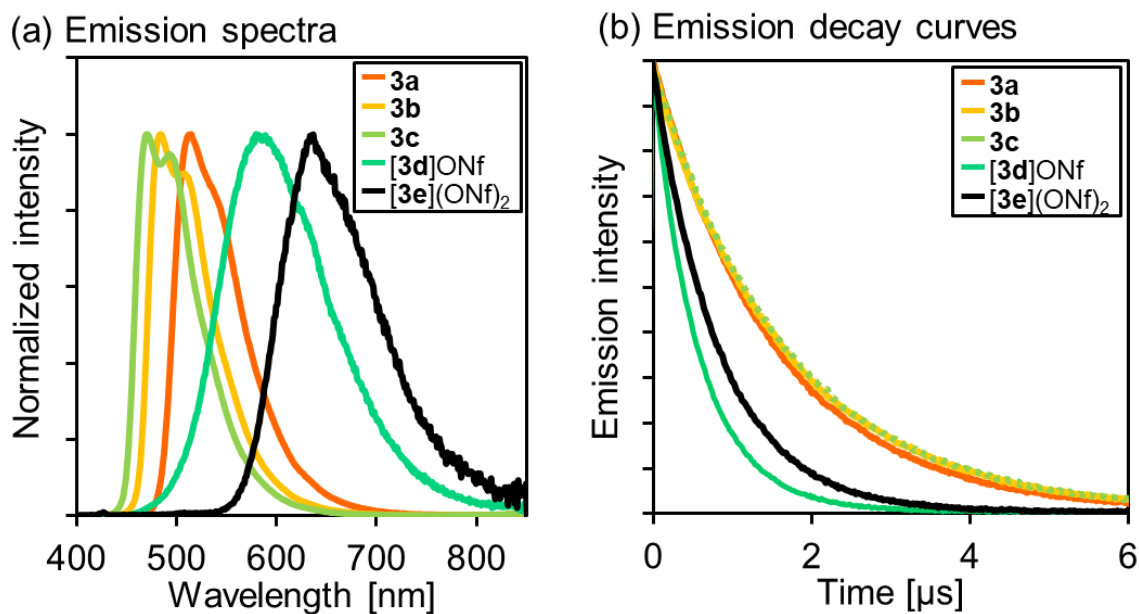 (a) Emission spectra
3a
3b
3c
[3d]ONf
[3e](ONf)₂
Normalized intensity
400 500 600 700 800
Wavelength [nm]
(b) Emission decay curves
3a
3b
3c
[3d]ONf
[3e](ONf)₂
Emission intensity
0 2 4 6
Time [µs]